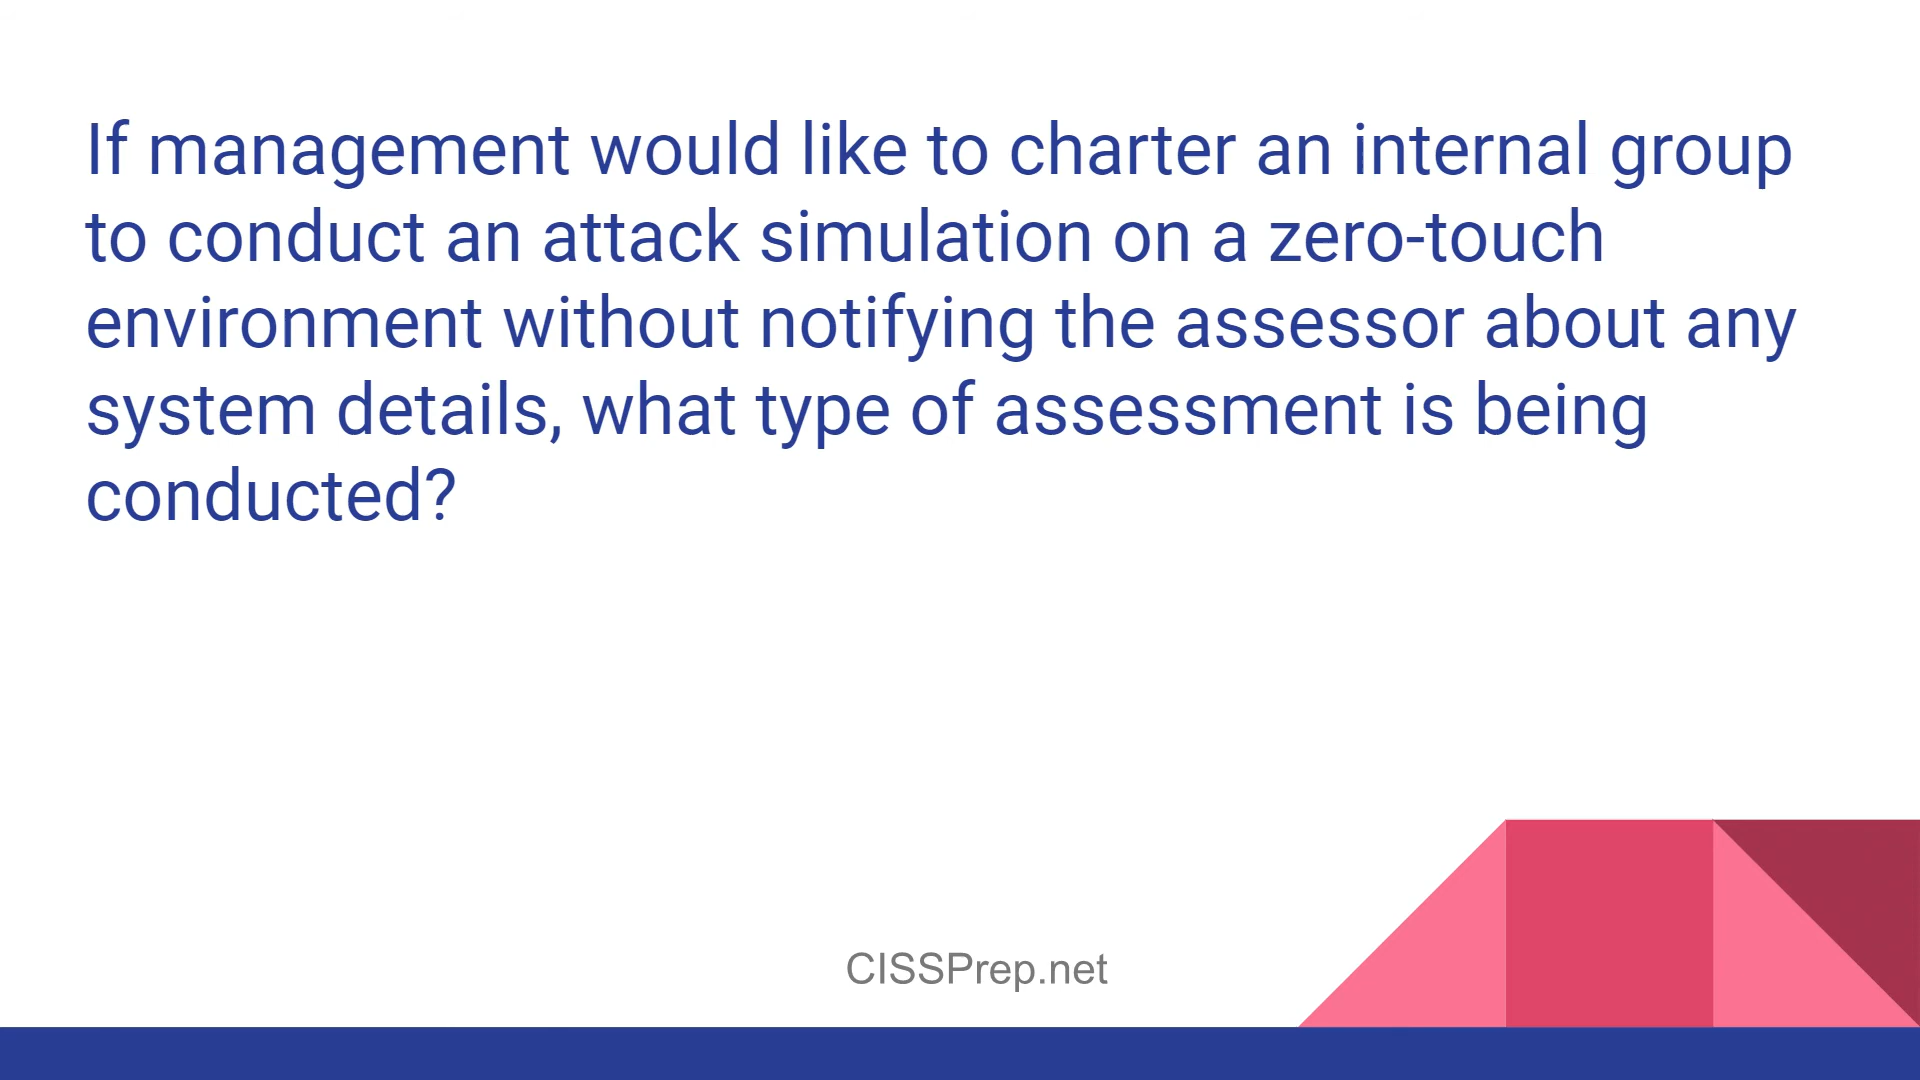 If management would like to charter an internal group
to conduct an attack simulation on a zero-touch
environment without notifying the assessor about any
system details, what type of assessment is being
conducted?
CISSPrep.net